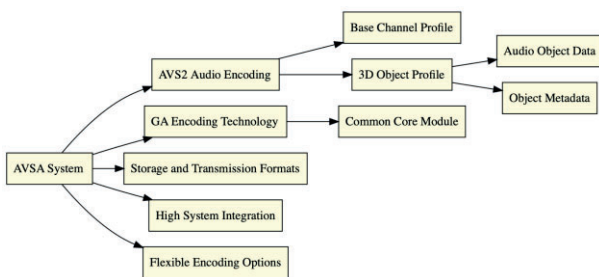 Base Channel Profile
Audio Object Data
AVS2 Audio Encoding
3D Object Profile
Object Metadata
GA Encoding Technology
Common Core Module
AVSA System
Storage and Transmission Formats
High System Integration
Flexible Encoding Options